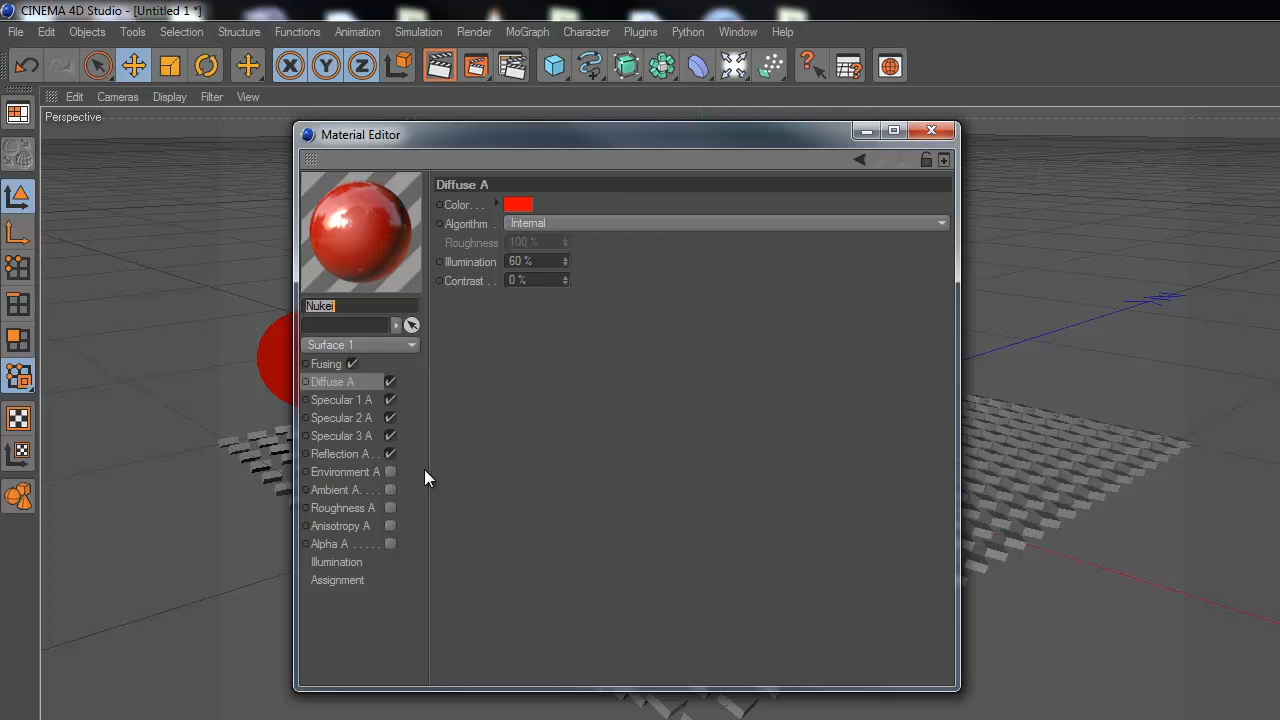 CINEMA 4D Studio - [Untitled 1 *]
File Edit Objects Tools Selection Structure Functions Animation Simulation Render MoGraph Character Plugins Python Window Help
X Y Z
Edit Cameras Display Filter View
Perspective
Material Editor
Diffuse A
Color. . .
Algorithm . Internal
Roughness 100 %
Illumination 60 %
Contrast . . 0 %
Nukei
Surface 1
Fusing
Diffuse A
Specular 1 A
Specular 2 A
Specular 3 A
Reflection A . .
Environment A
Ambient A. . . .
Roughness A
Anisotropy A
Alpha A . . . . .
Illumination
Assignment